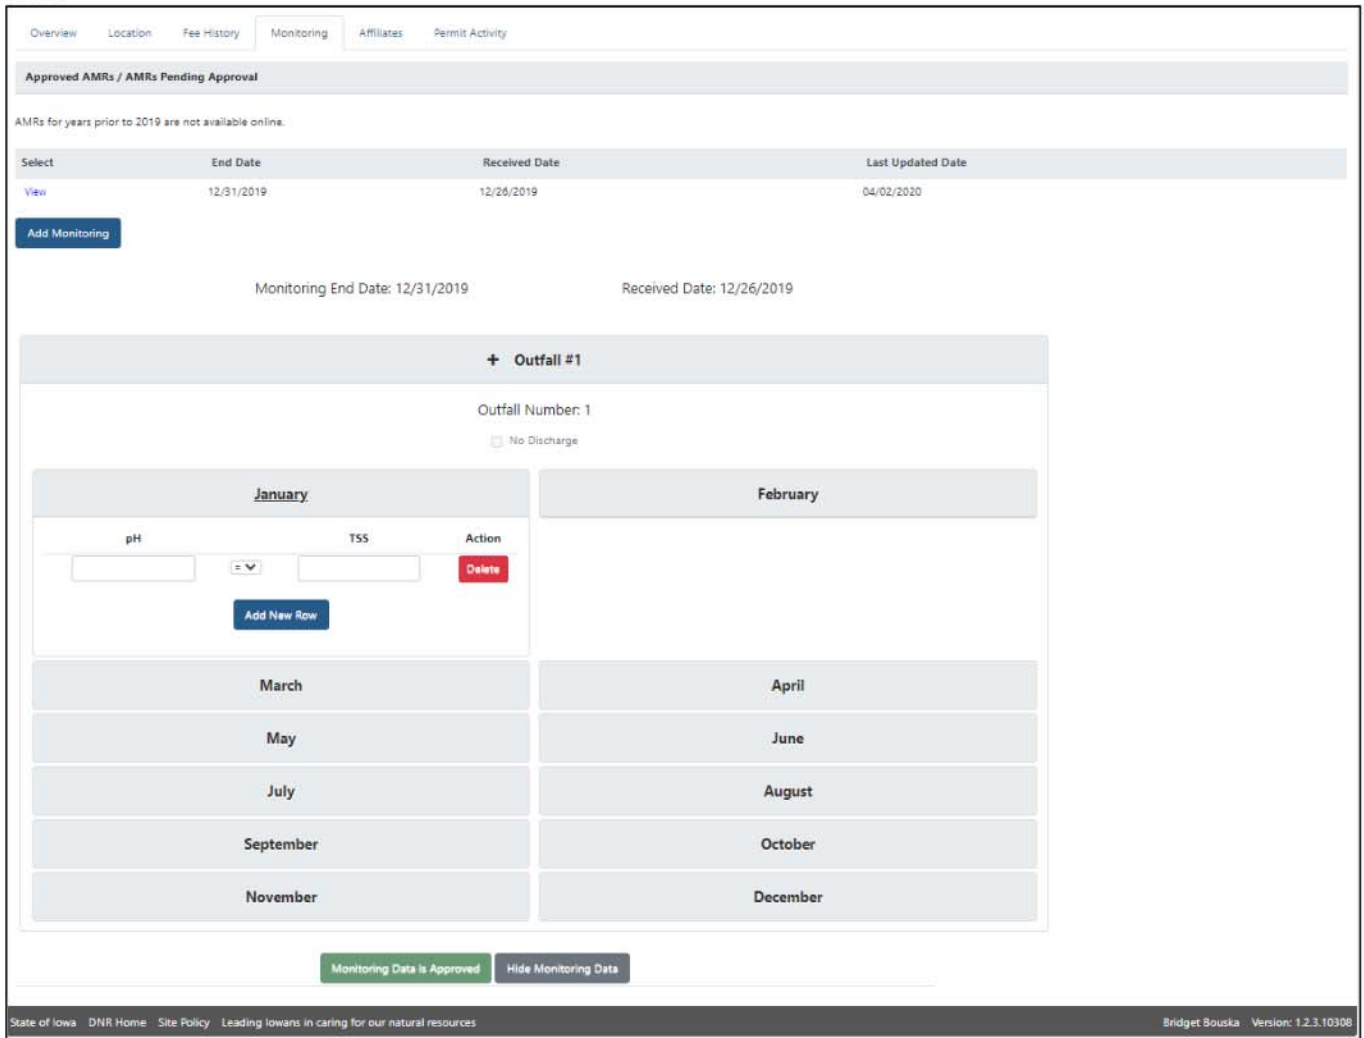 Overview Location Fee History Monitoring Affiliates Permit Activity
Approved AMRs / AMRs Pending Approval
AMRs for years prior to 2019 are not available online.
Select End Date Received Date Last Updated Date
View 12/31/2019 12/26/2019 04/02/2020
Add Monitoring
Monitoring End Date: 12/31/2019 Received Date: 12/26/2019
+ Outfall #1
Outfall Number: 1
No Discharge
January February
pH TSS Action
= Delete
Add New Row
March April
May June
July August
September October
November December
Monitoring Data is Approved Hide Monitoring Data
State of Iowa DNR Home Site Policy Leading Iowans in caring for our natural resources Bridget Bouska Version: 1.2.3.10308